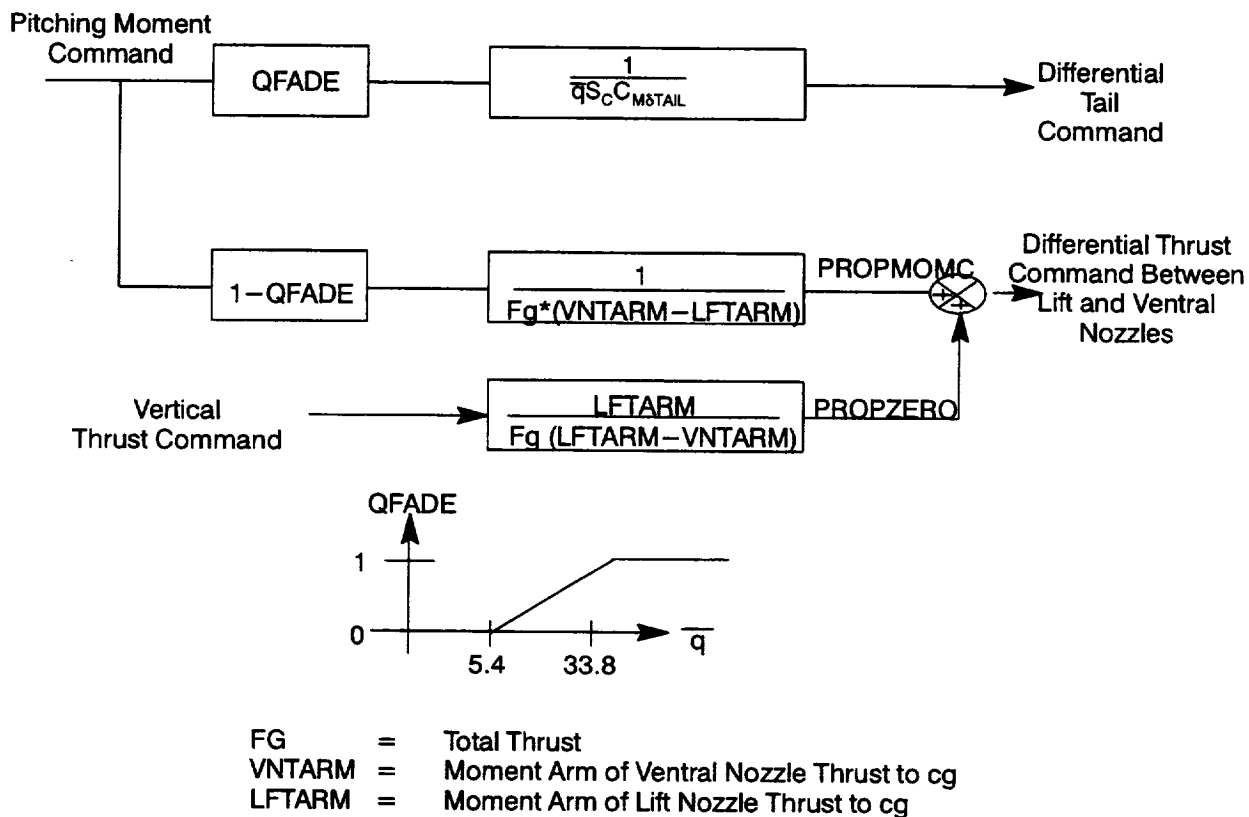 Pitching Moment
Command
QFADE
1
q̅S_C C_MδTAIL
Differential
Tail
Command
1−QFADE
1
Fg*(VNTARM−LFTARM)
PROPMOMC
+
+
Differential Thrust
Command Between
Lift and Ventral
Nozzles
Vertical
Thrust Command
LFTARM
Fg (LFTARM−VNTARM)
PROPZERO
QFADE
1
0
q̅
5.4 33.8
FG = Total Thrust
VNTARM = Moment Arm of Ventral Nozzle Thrust to cg
LFTARM = Moment Arm of Lift Nozzle Thrust to cg